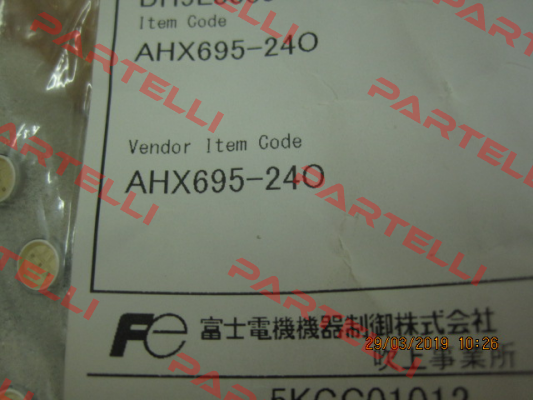 Item Code
AHX695-24O
Vendor Item Code
AHX695-24O
PARTELLI
PARTELLI
PARTELLI
PARTELLI
PARTELLI
PARTELLI
Fe 富士電機機器制御株式会社
吹上事業所
29/03/2019 10:26